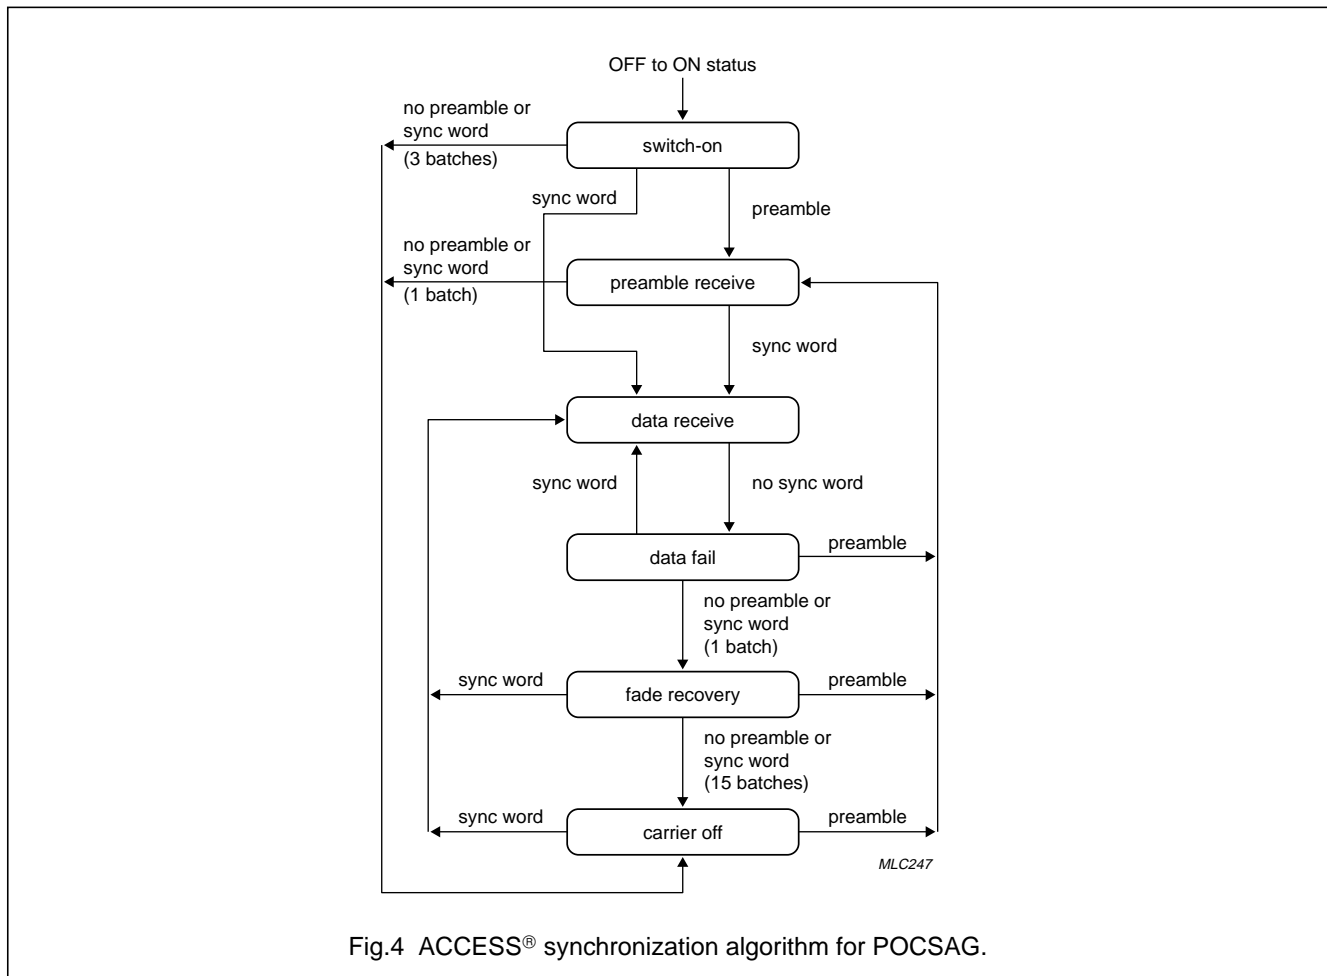 OFF to ON status
no preamble or
sync word
(3 batches)
switch-on
sync word
preamble
no preamble or
sync word
(1 batch)
preamble receive
sync word
data receive
sync word
no sync word
data fail
preamble
no preamble or
sync word
(1 batch)
sync word
fade recovery
preamble
no preamble or
sync word
(15 batches)
sync word
carrier off
preamble
MLC247
Fig.4 ACCESS® synchronization algorithm for POCSAG.